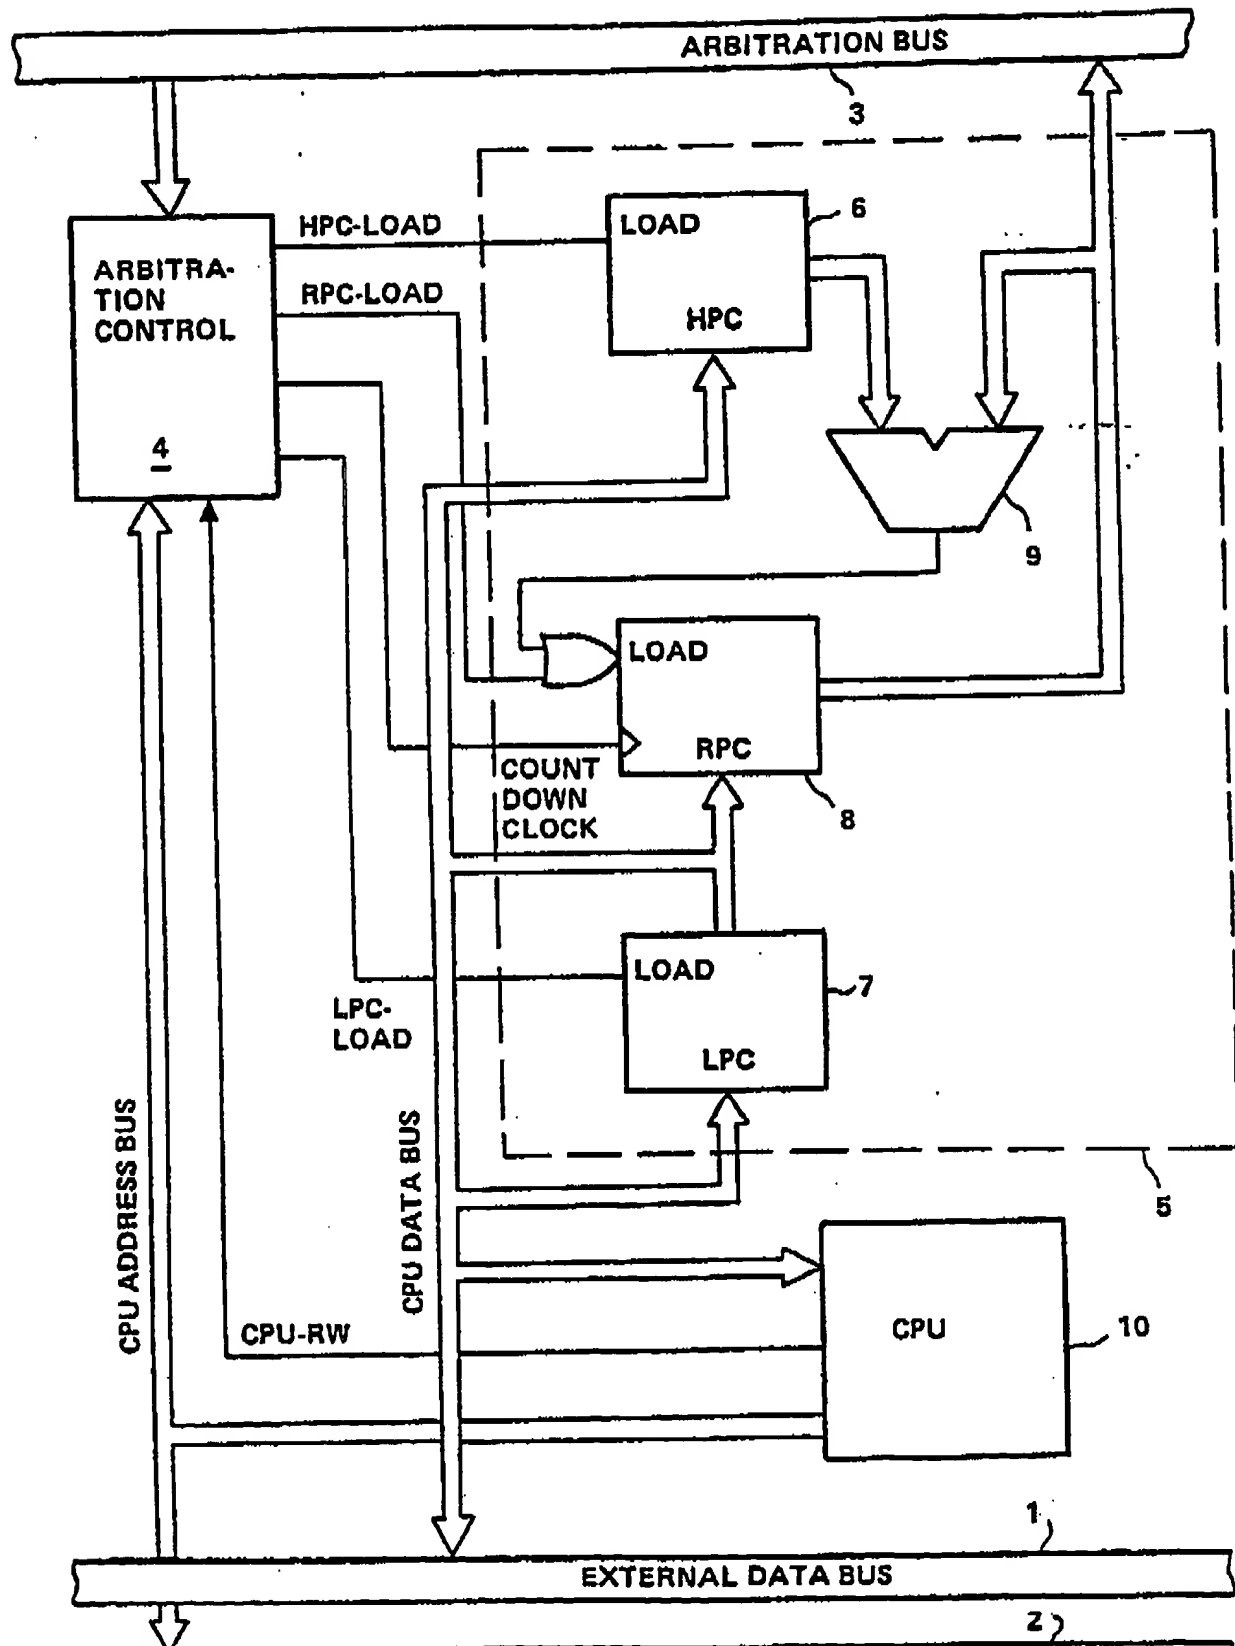 ARBITRATION BUS
3
HPC-LOAD
LOAD
6
ARBITRA-
TION
CONTROL
RPC-LOAD
HPC
4
9
LOAD
RPC
COUNT
DOWN
CLOCK
8
LOAD
7
LPC-
LOAD
LPC
CPU ADDRESS BUS
CPU DATA BUS
5
CPU
10
CPU-RW
1
EXTERNAL DATA BUS
2